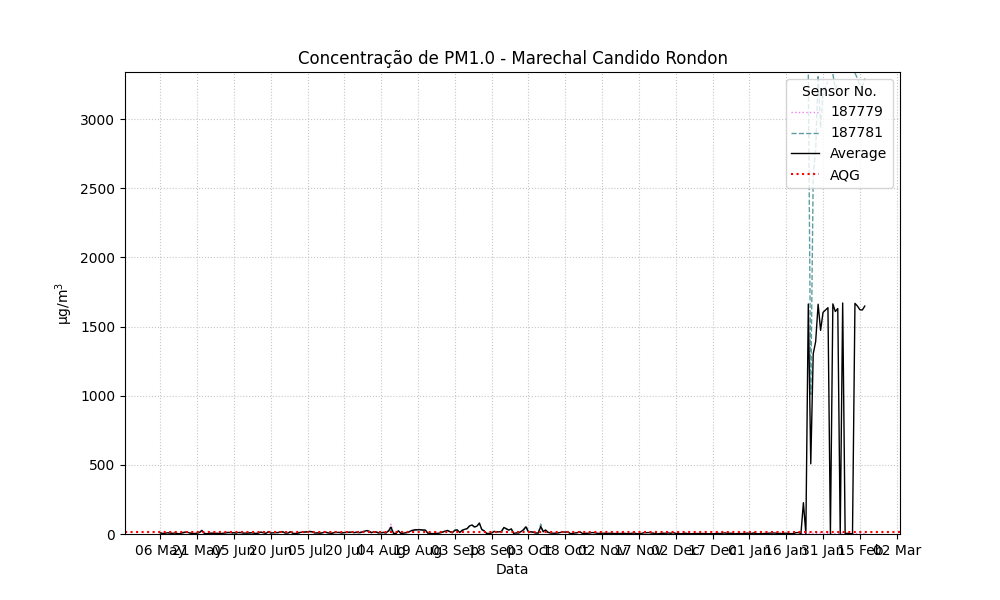 Concentração de PM1.0 - Marechal Candido Rondon
Sensor No.
187779
187781
Average
AQG
3000
2500
2000
1500
1000
500
0
µg/m³
06 May 21 May 05 Jun 20 Jun 05 Jul 20 Jul 04 Aug 19 Aug 03 Sep 18 Sep 03 Oct 18 Oct 02 Nov 17 Nov 02 Dec 17 Dec 01 Jan 16 Jan 31 Jan 15 Feb 02 Mar
Data